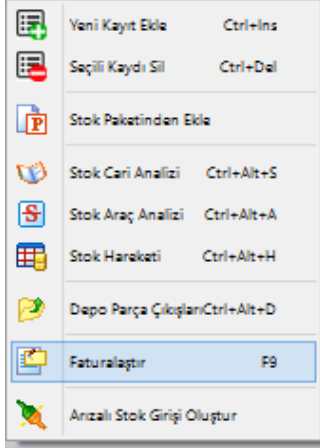 Yeni Kayıt Ekle Ctrl+Ins
Seçili Kaydı Sil Ctrl+Del
Stok Paketinden Ekle
Stok Cari Analizi Ctrl+Alt+S
Stok Araç Analizi Ctrl+Alt+A
Stok Hareketi Ctrl+Alt+H
Depo Parça ÇıkışlarıCtrl+Alt+D
Faturalaştır F9
Arızalı Stok Girişi Oluştur